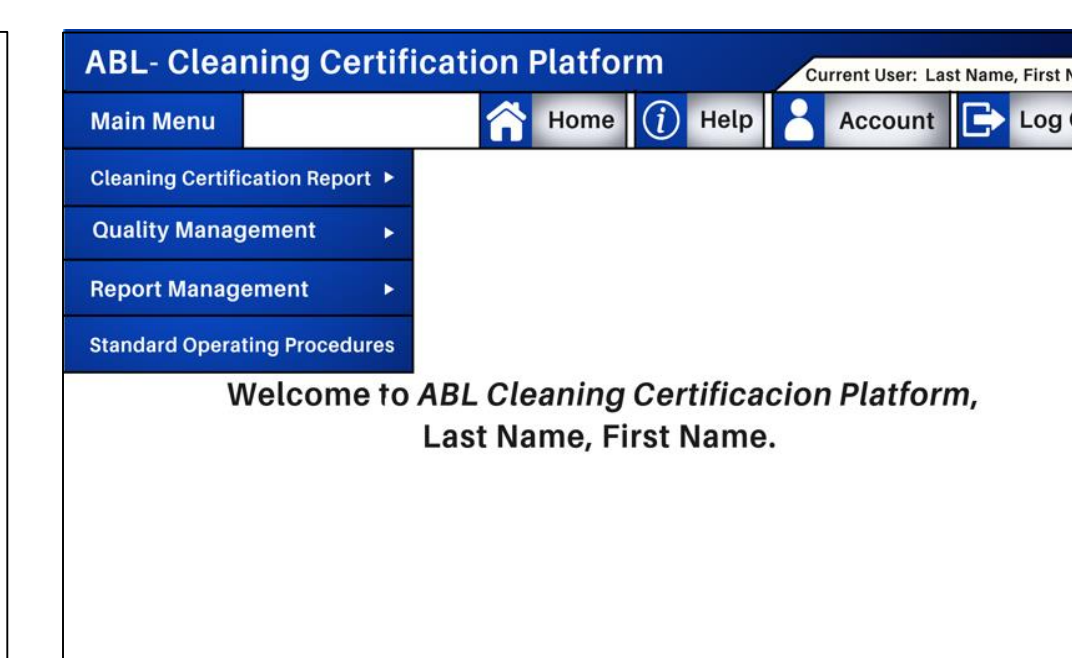 ABL- Cleaning Certification Platform
Current User: Last Name, First
Main Menu
Home
Help
Account
Log
Cleaning Certification Report
Quality Management
Report Management
Standard Operating Procedures
Welcome to ABL Cleaning Certificacion Platform,
Last Name, First Name.